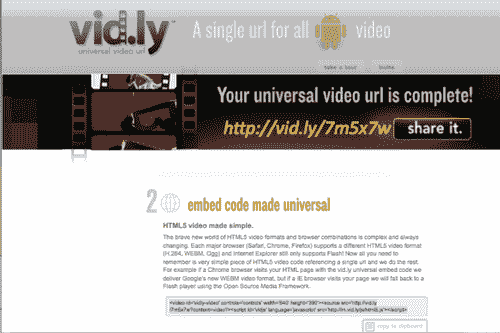 vid.ly
universal video url
A single url for all video
take a tour home
Your universal video url is complete!
http://vid.ly/7m5x7w share it.
2 embed code made universal
HTML5 video made simple.
The brave new world of HTML5 video formats and browser combinations is complex and always
changing. Each major browser (Safari, Chrome, Firefox) supports a different HTML5 video format
(H.264, WEBM, Ogg) and Internet Explorer still only supports Flash! Now all you need to
remember is very simple piece of HTML5 video code referencing a single url and we do the rest.
For example if a Chrome browser visits your HTML page with the vid.ly universal embed code we
deliver Google's new WEBM video format, but if a IE browser visits your page we will fall back to a
Flash player using the Open Source Media Framework.
copy to clipboard